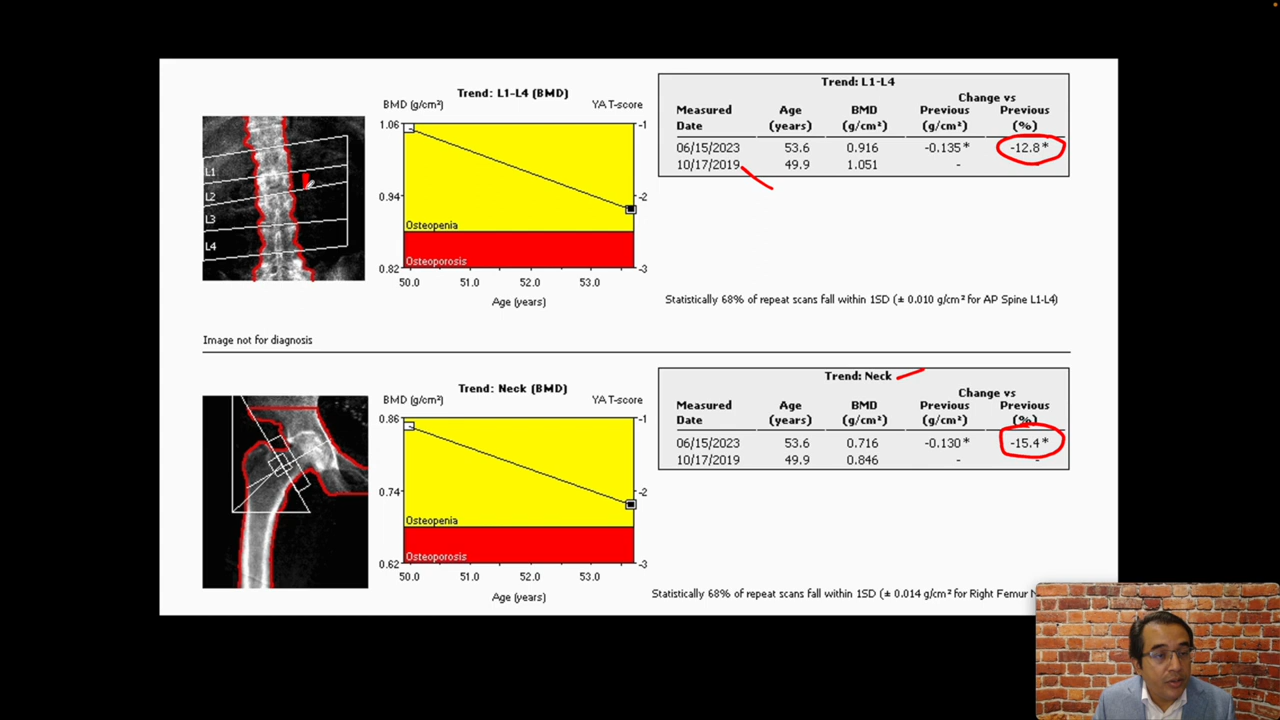 Trend: L1-L4 (BMD)
BMD (g/cm²) YA T-score
1.06 -1
0.94 -2
0.82 -3
Osteopenia
Osteoporosis
50.0 51.0 52.0 53.0
Age (years)
L1
L2
L3
L4
Trend: L1-L4
Change vs
Measured Age BMD Previous Previous
Date (years) (g/cm²) (g/cm²) (%)
06/15/2023 53.6 0.916 -0.135 * -12.8 *
10/17/2019 49.9 1.051 - -
Statistically 68% of repeat scans fall within 1SD (± 0.010 g/cm² for AP Spine L1-L4)
Image not for diagnosis
Trend: Neck (BMD)
BMD (g/cm²) YA T-score
0.86 -1
0.74 -2
0.62 -3
Osteopenia
Osteoporosis
50.0 51.0 52.0 53.0
Age (years)
Trend: Neck
Change vs
Measured Age BMD Previous Previous
Date (years) (g/cm²) (g/cm²) (%)
06/15/2023 53.6 0.716 -0.130 * -15.4 *
10/17/2019 49.9 0.846 - -
Statistically 68% of repeat scans fall within 1SD (± 0.014 g/cm² for Right Femur N